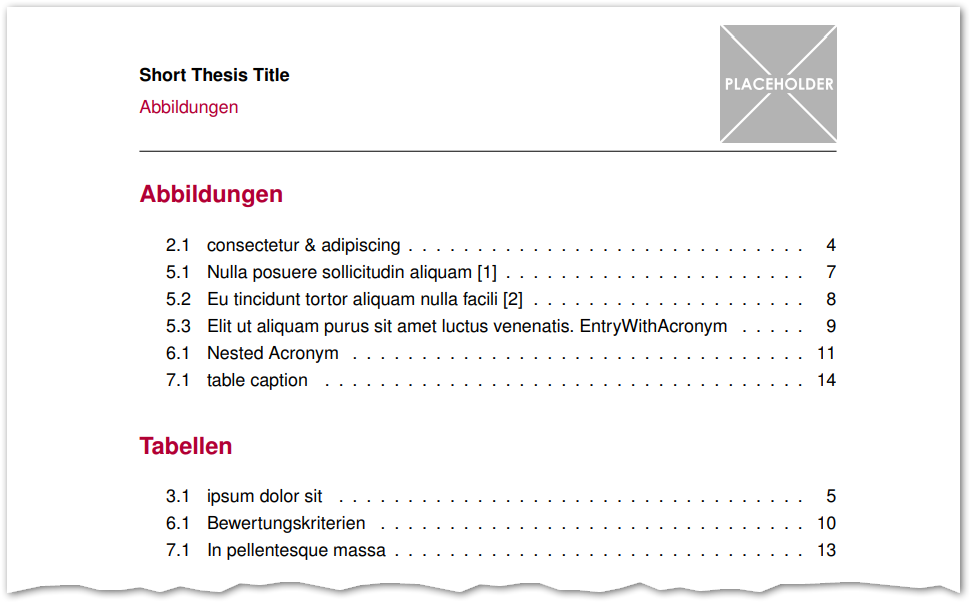 Short Thesis Title
PLACEHOLDER
Abbildungen
Abbildungen
2.1 consectetur & adipiscing . . . . . . . . . . . . . . . . . . . . . . . . . . . . . 4
5.1 Nulla posuere sollicitudin aliquam [1] . . . . . . . . . . . . . . . . . . . . . . 7
5.2 Eu tincidunt tortor aliquam nulla facili [2] . . . . . . . . . . . . . . . . . . . . 8
5.3 Elit ut aliquam purus sit amet luctus venenatis. EntryWithAcronym . . . . . 9
6.1 Nested Acronym . . . . . . . . . . . . . . . . . . . . . . . . . . . . . . . . . 11
7.1 table caption . . . . . . . . . . . . . . . . . . . . . . . . . . . . . . . . . . . 14
Tabellen
3.1 ipsum dolor sit . . . . . . . . . . . . . . . . . . . . . . . . . . . . . . . . . . 5
6.1 Bewertungskriterien . . . . . . . . . . . . . . . . . . . . . . . . . . . . . . . 10
7.1 In pellentesque massa . . . . . . . . . . . . . . . . . . . . . . . . . . . . . . 13